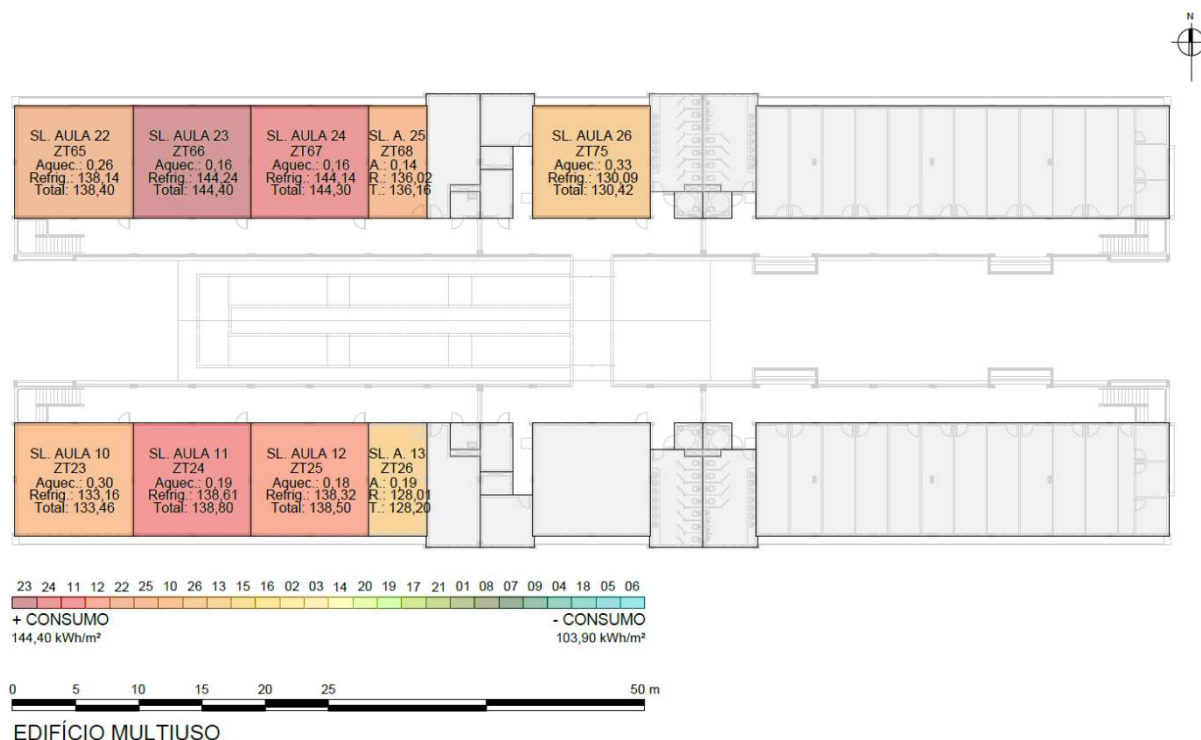 N
SL. AULA 22
ZT65
Aquec.: 0,26
Refrig.: 138,14
Total: 138,40
SL. AULA 23
ZT66
Aquec.: 0,16
Refrig.: 144,24
Total: 144,40
SL. AULA 24
ZT67
Aquec.: 0,16
Refrig.: 144,14
Total: 144,30
SL. A. 25
ZT68
A.: 0,14
R.: 136,02
T.: 136,16
SL. AULA 26
ZT75
Aquec.: 0,33
Refrig.: 130,09
Total: 130,42
SL. AULA 10
ZT23
Aquec.: 0,30
Refrig.: 133,16
Total: 133,46
SL. AULA 11
ZT24
Aquec.: 0,19
Refrig.: 138,61
Total: 138,80
SL. AULA 12
ZT25
Aquec.: 0,18
Refrig.: 138,32
Total: 138,50
SL. A. 13
ZT26
A.: 0,19
R.: 128,01
T.: 128,20
23 24 11 12 22 25 10 26 13 15 16 02 03 14 20 19 17 21 01 08 07 09 04 18 05 06
+ CONSUMO - CONSUMO
144,40 kWh/m² 103,90 kWh/m²
0 5 10 15 20 25 50 m
EDIFÍCIO MULTIUSO